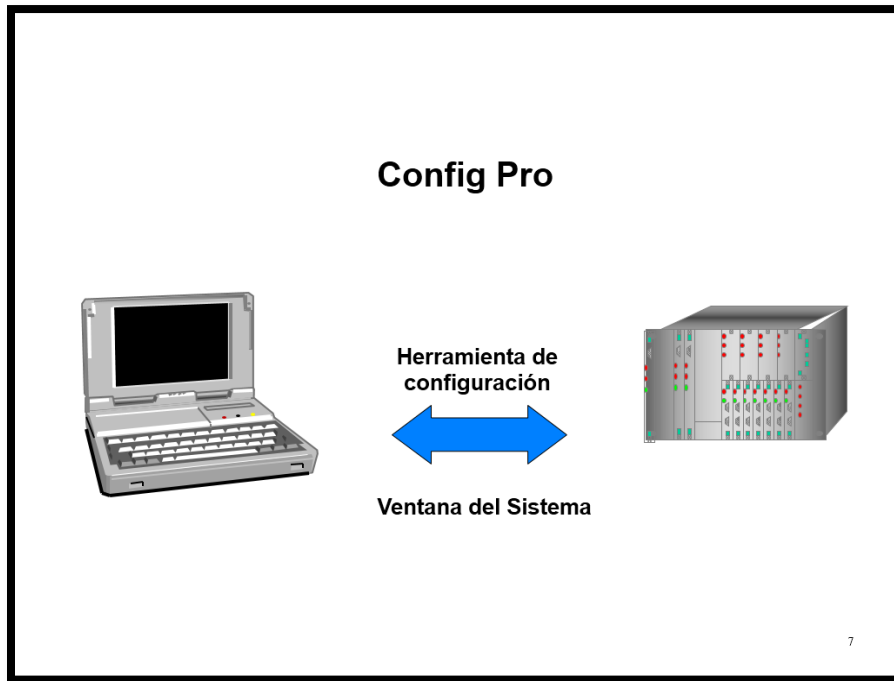 Config Pro
Herramienta de
configuración
Ventana del Sistema
7